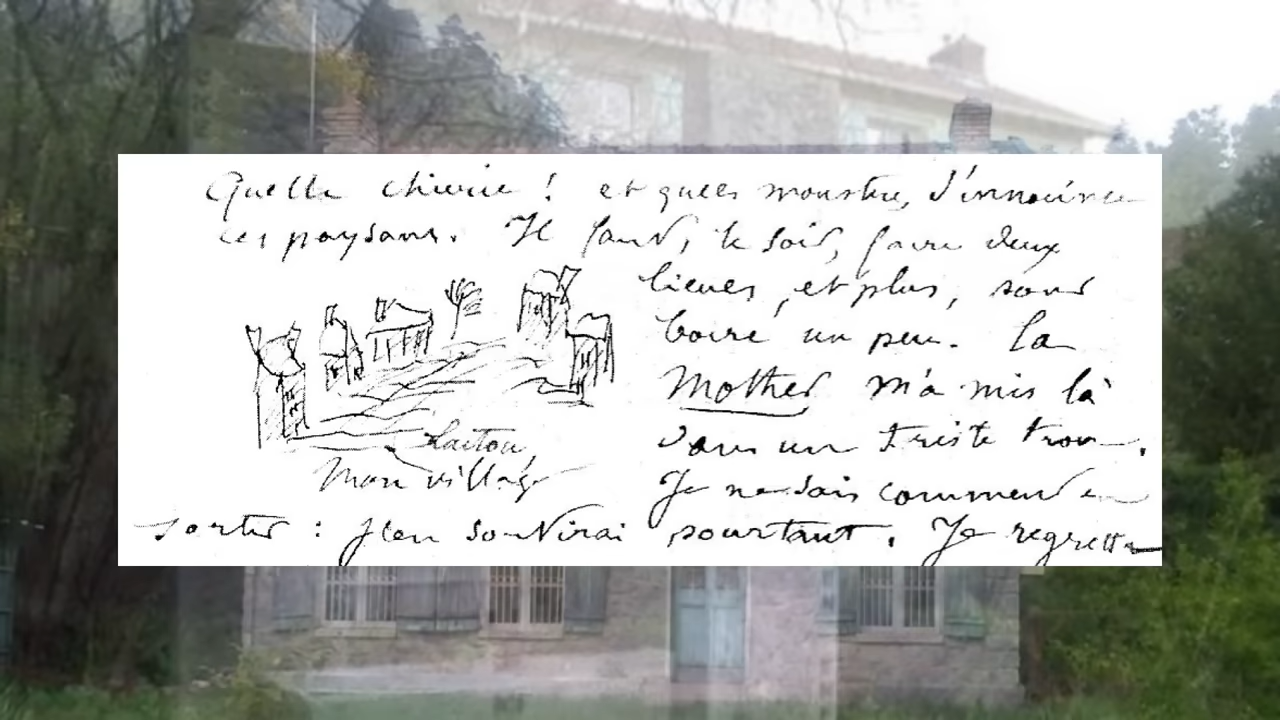 Quelle chierie ! et quels monstres d'innocince
ces paysans. Il faut, le soir, faire deux
lieues, et plus, pour
boire un peu. La
Mother m'a mis là
dans un triste trou.
Laïtou,
Mon village
Je ne sais comment en
sortir : j'en sortirai pourtant. Je regrette